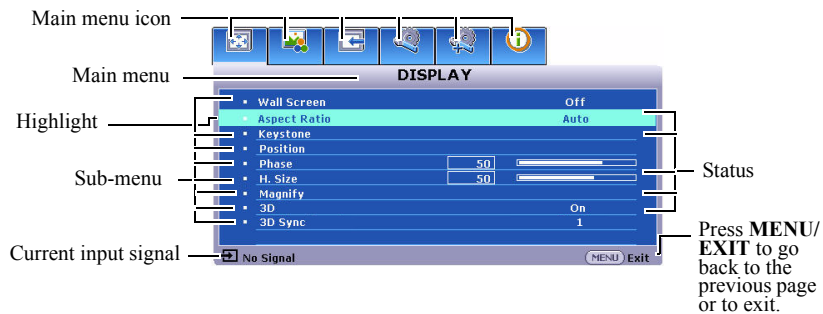 Main menu icon
Main menu
DISPLAY
Wall Screen Off
Highlight
Aspect Ratio Auto
Keystone
Position
Phase 50
Sub-menu
H. Size 50
Status
Magnify
3D On
3D Sync 1
Current input signal
No Signal
MENU Exit
Press MENU/
EXIT to go
back to the
previous page
or to exit.